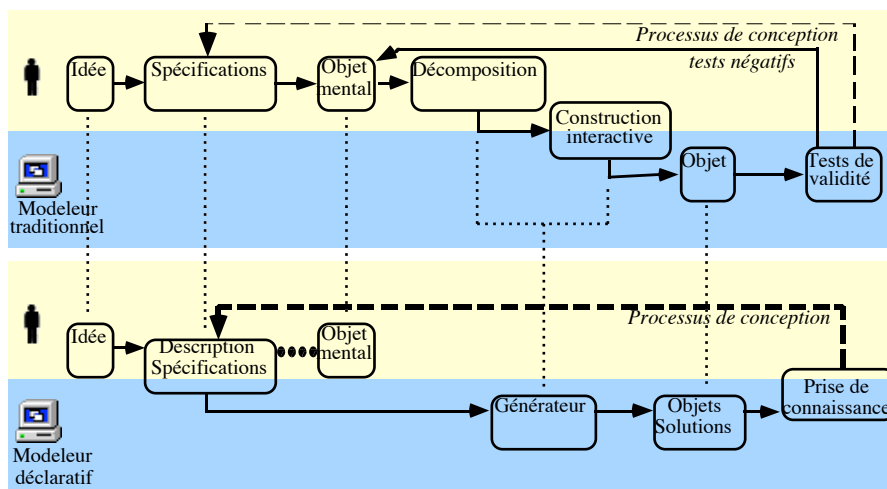 Processus de conception
tests négatifs
Idée
Spécifications
Objet
mental
Décomposition
Construction
interactive
Objet
Tests de
validité
Modeleur
traditionnel
Processus de conception
Idée
Description
Spécifications
Objet
mental
Générateur
Objets
Solutions
Prise de
connaissance
Modeleur
déclaratif